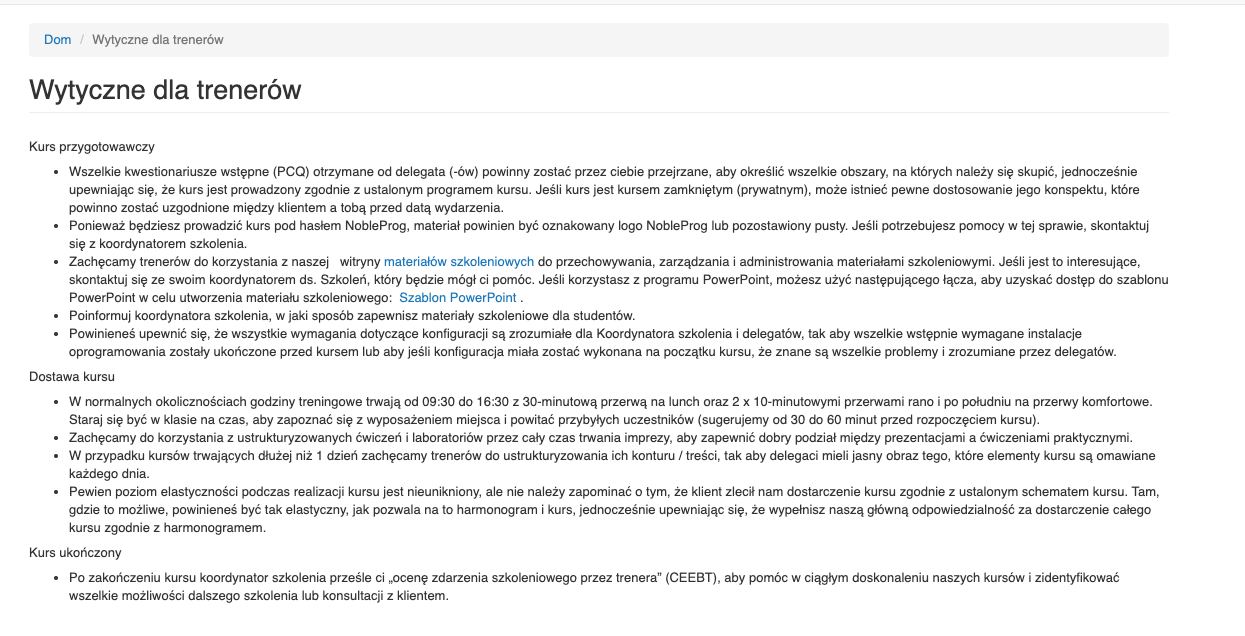 Dom / Wytyczne dla trenerów
Wytyczne dla trenerów
Kurs przygotowawczy
• Wszelkie kwestionariusze wstępne (PCQ) otrzymane od delegata (-ów) powinny zostać przez ciebie przejrzane, aby określić wszelkie obszary, na których należy się skupić, jednocześnie
upewniając się, że kurs jest prowadzony zgodnie z ustalonym programem kursu. Jeśli kurs jest kursem zamkniętym (prywatnym), może istnieć pewne dostosowanie jego konspektu, które
powinno zostać uzgodnione między klientem a tobą przed datą wydarzenia.
• Ponieważ będziesz prowadzić kurs pod hasłem NobleProg, materiał powinien być oznakowany logo NobleProg lub pozostawiony pusty. Jeśli potrzebujesz pomocy w tej sprawie, skontaktuj
się z koordynatorem szkolenia.
• Zachęcamy trenerów do korzystania z naszej witryny materiałów szkoleniowych do przechowywania, zarządzania i administrowania materiałami szkoleniowymi. Jeśli jest to interesujące,
skontaktuj się ze swoim koordynatorem ds. Szkoleń, który będzie mógł ci pomóc. Jeśli korzystasz z programu PowerPoint, możesz użyć następującego łącza, aby uzyskać dostęp do szablonu
PowerPoint w celu utworzenia materiału szkoleniowego: Szablon PowerPoint .
• Poinformuj koordynatora szkolenia, w jaki sposób zapewnisz materiały szkoleniowe dla studentów.
• Powinieneś upewnić się, że wszystkie wymagania dotyczące konfiguracji są zrozumiałe dla Koordynatora szkolenia i delegatów, tak aby wszelkie wstępnie wymagane instalacje
oprogramowania zostały ukończone przed kursem lub aby jeśli konfiguracja miała zostać wykonana na początku kursu, że znane są wszelkie problemy i zrozumiane przez delegatów.
Dostawa kursu
• W normalnych okolicznościach godziny treningowe trwają od 09:30 do 16:30 z 30-minutową przerwą na lunch oraz 2 x 10-minutowymi przerwami rano i po południu na przerwy komfortowe.
Staraj się być w klasie na czas, aby zapoznać się z wyposażeniem miejsca i powitać przybyłych uczestników (sugerujemy od 30 do 60 minut przed rozpoczęciem kursu).
• Zachęcamy do korzystania z ustrukturyzowanych ćwiczeń i laboratoriów przez cały czas trwania imprezy, aby zapewnić dobry podział między prezentacjami a ćwiczeniami praktycznymi.
• W przypadku kursów trwających dłużej niż 1 dzień zachęcamy trenerów do ustrukturyzowania ich konturu / treści, tak aby delegaci mieli jasny obraz tego, które elementy kursu są omawiane
każdego dnia.
• Pewien poziom elastyczności podczas realizacji kursu jest nieunikniony, ale nie należy zapominać o tym, że klient zlecił nam dostarczenie kursu zgodnie z ustalonym schematem kursu. Tam,
gdzie to możliwe, powinieneś być tak elastyczny, jak pozwala na to harmonogram i kurs, jednocześnie upewniając się, że wypełnisz naszą główną odpowiedzialność za dostarczenie całego
kursu zgodnie z harmonogramem.
Kurs ukończony
• Po zakończeniu kursu koordynator szkolenia prześle ci „ocenę zdarzenia szkoleniowego przez trenera” (CEEBT), aby pomóc w ciągłym doskonaleniu naszych kursów i zidentyfikować
wszelkie możliwości dalszego szkolenia lub konsultacji z klientem.